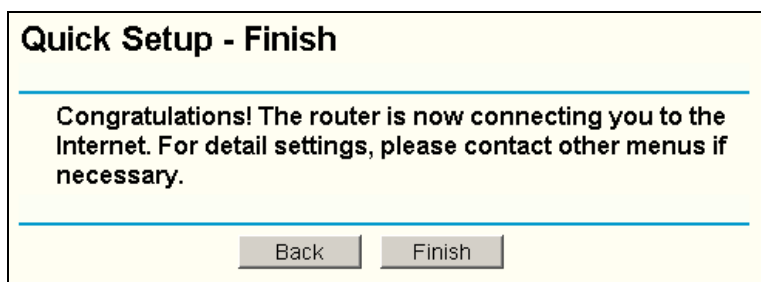 Quick Setup - Finish
Congratulations! The router is now connecting you to the
Internet. For detail settings, please contact other menus if
necessary.
Back
Finish